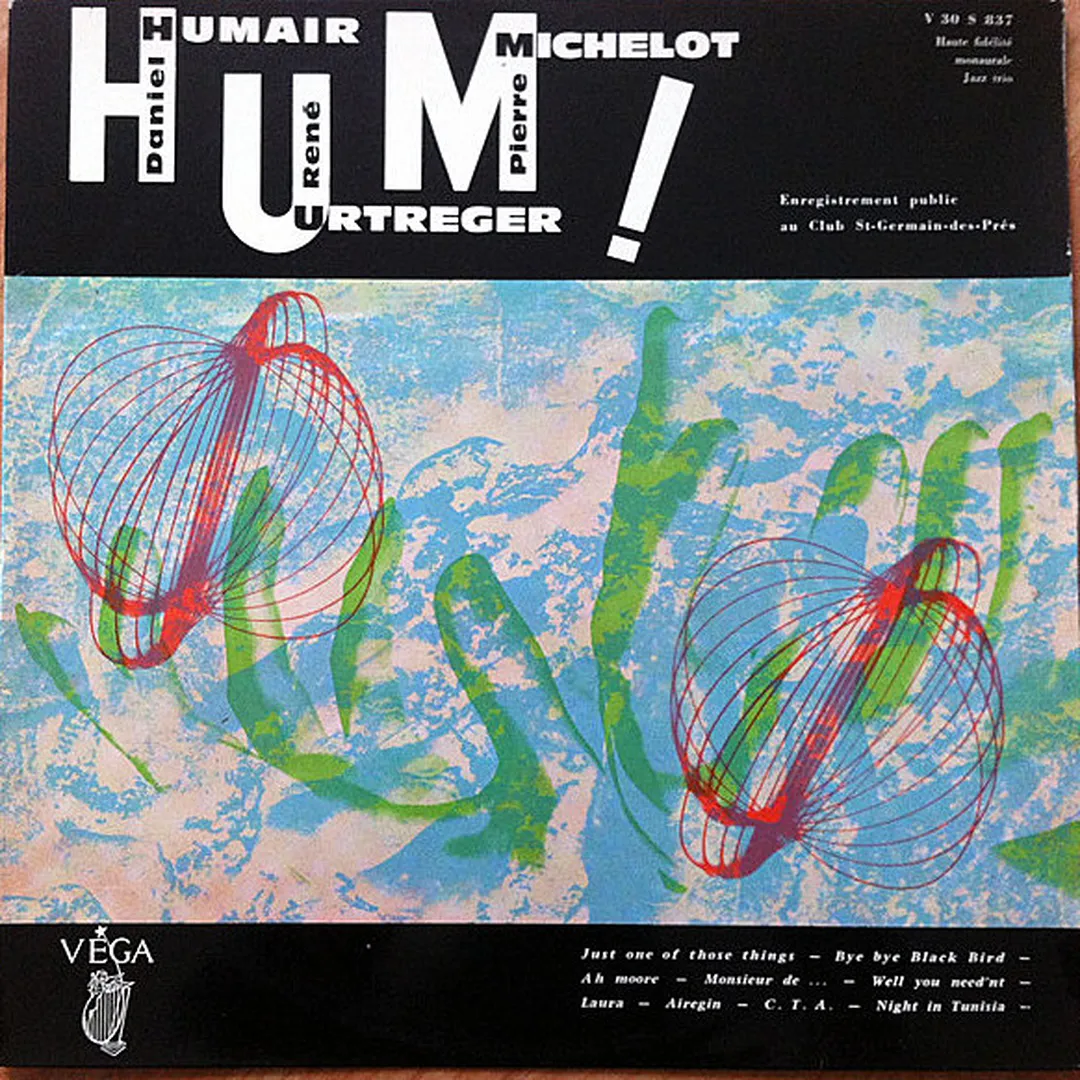 HUM!
Daniel HUMAIR
René URTREGER
Pierre MICHELOT
V 30 S 837
Haute fidélité
monaurale
Jazz trio
Enregistrement public
au Club St-Germain-des-Prés
VÉGA
Just one of those things – Bye bye Black Bird –
Ah moore – Monsieur de ... – Well you need'nt –
Laura – Airegin – C. T. A. – Night in Tunisia –